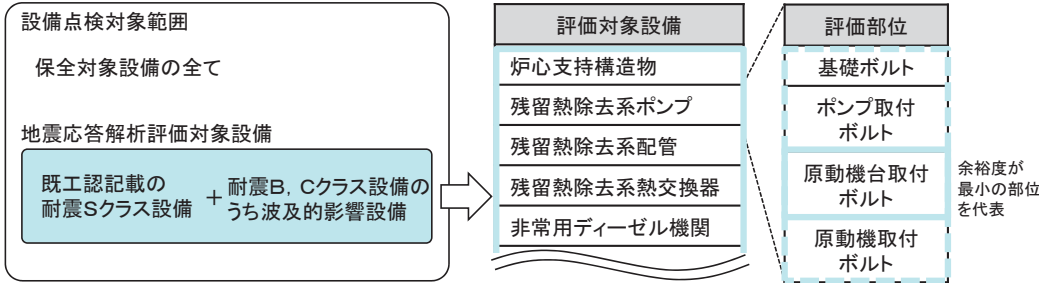 設備点検対象範囲
保全対象設備の全て
地震応答解析評価対象設備
既工認記載の
耐震Sクラス設備
+
耐震B，Cクラス設備の
うち波及的影響設備
評価対象設備
炉心支持構造物
残留熱除去系ポンプ
残留熱除去系配管
残留熱除去系熱交換器
非常用ディーゼル機関
評価部位
基礎ボルト
ポンプ取付
ボルト
原動機台取付
ボルト
原動機取付
ボルト
余裕度が
最小の部位
を代表